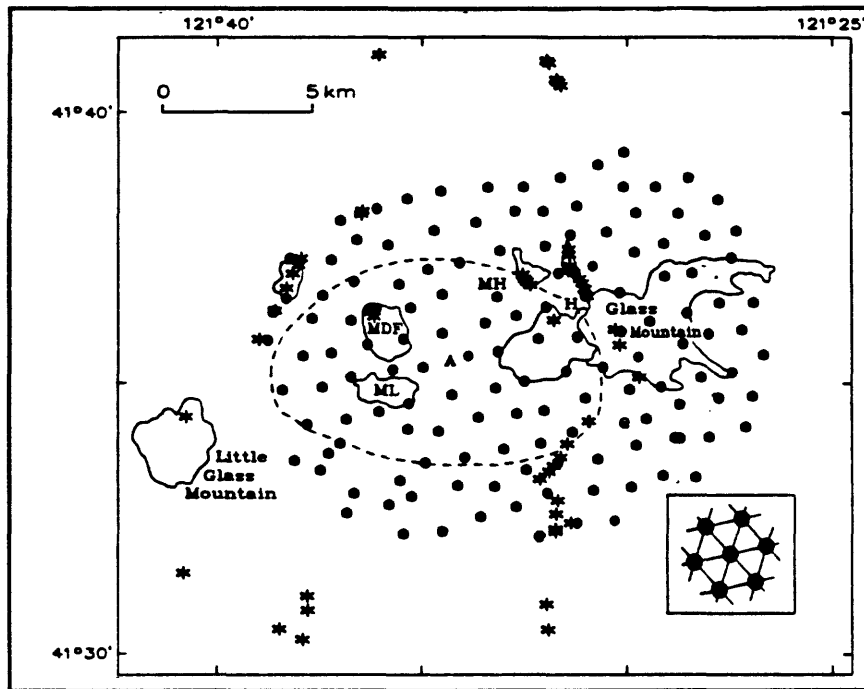 121°40' 121°25'
0 5 km
41°40'
MH
H
Glass
Mountain
MDF
A
ML
Little
Glass
Mountain
41°30'